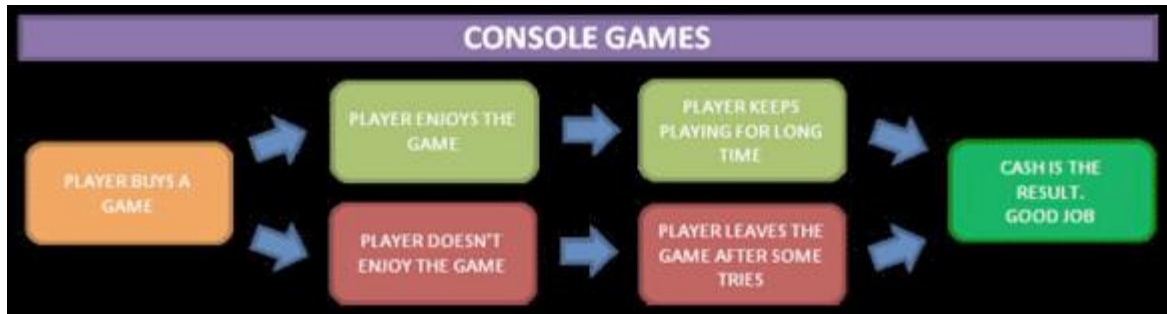 CONSOLE GAMES
PLAYER BUYS A
GAME
PLAYER ENJOYS THE
GAME
PLAYER KEEPS
PLAYING FOR LONG
TIME
PLAYER DOESN'T
ENJOY THE GAME
PLAYER LEAVES THE
GAME AFTER SOME
TRIES
CASH IS THE
RESULT.
GOOD JOB